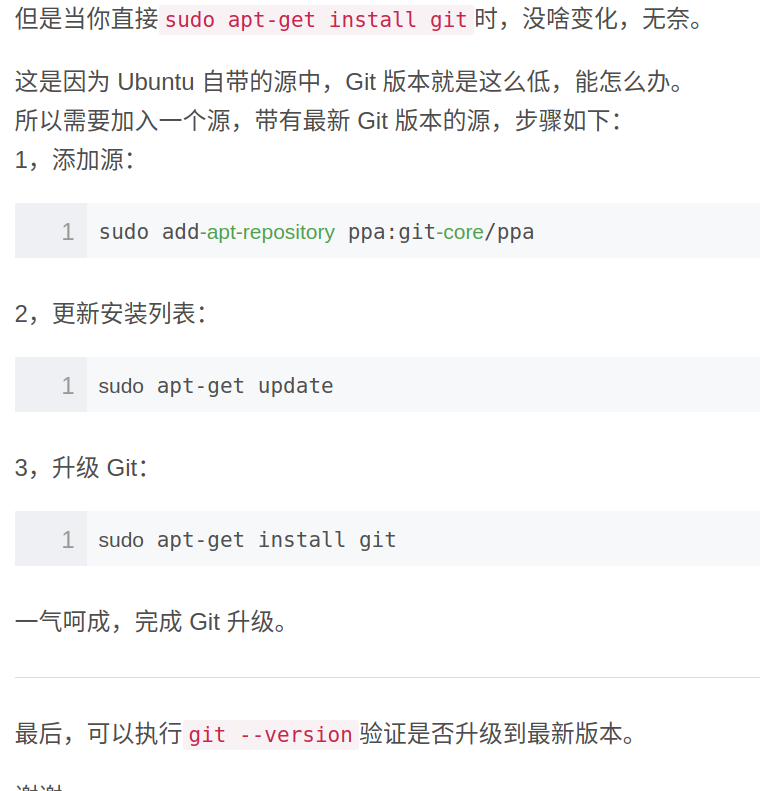 但是当你直接sudo apt-get install git时，没啥变化，无奈。
这是因为 Ubuntu 自带的源中，Git 版本就是这么低，能怎么办。
所以需要加入一个源，带有最新 Git 版本的源，步骤如下：
1，添加源：
1 sudo add-apt-repository ppa:git-core/ppa
2，更新安装列表：
1 sudo apt-get update
3，升级 Git：
1 sudo apt-get install git
一气呵成，完成 Git 升级。
最后，可以执行git --version验证是否升级到最新版本。